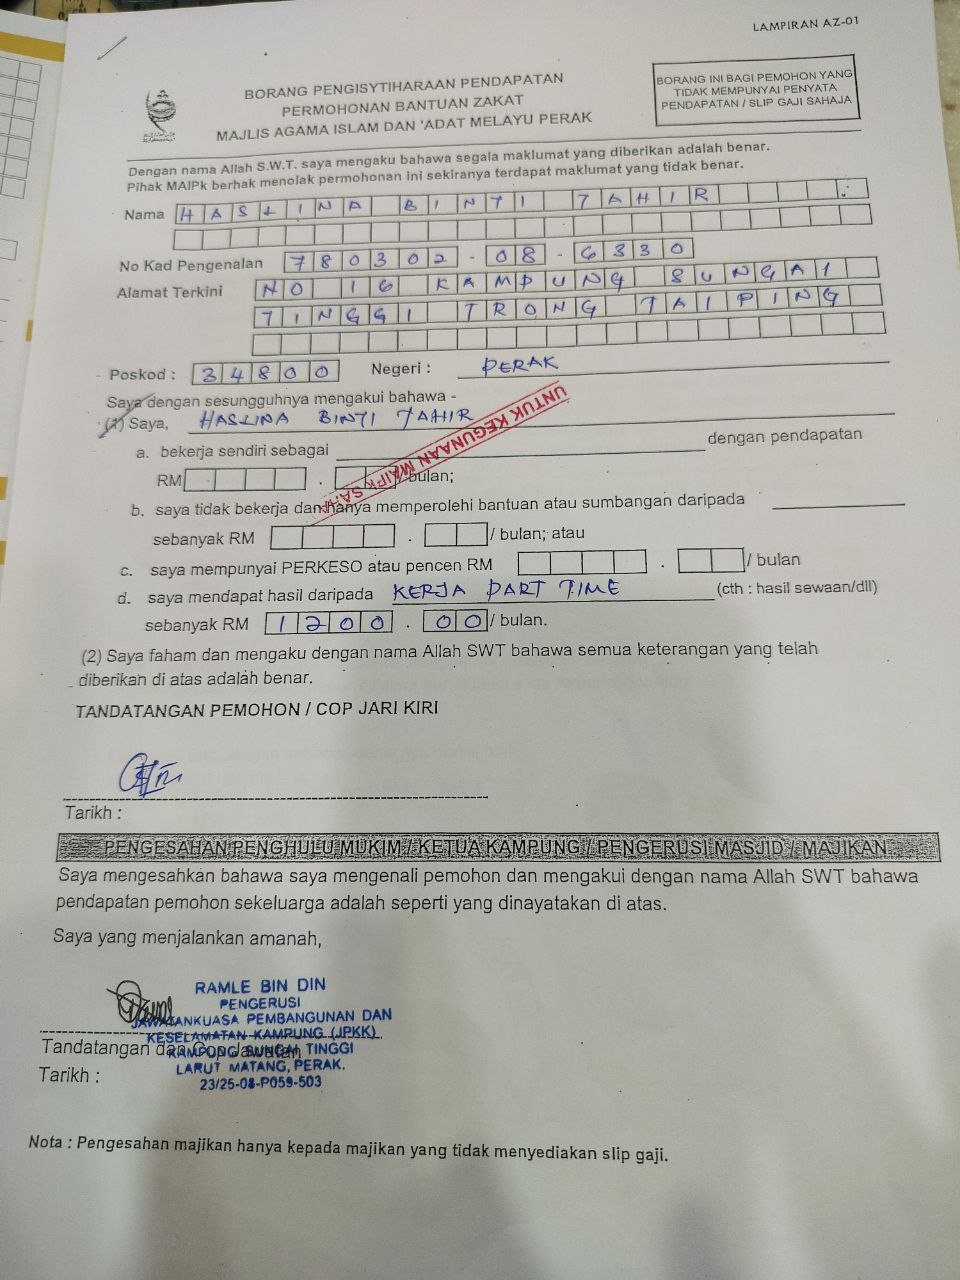 LAMPIRAN AZ-01
BORANG PENGISYTIHARAAN PENDAPATAN
PERMOHONAN BANTUAN ZAKAT
MAJLIS AGAMA ISLAM DAN 'ADAT MELAYU PERAK
BORANG INI BAGI PEMOHON YANG
TIDAK MEMPUNYAI PENYATA
PENDAPATAN / SLIP GAJI SAHAJA
Dengan nama Allah S.W.T. saya mengaku bahawa segala maklumat yang diberikan adalah benar.
Pihak MAIPk berhak menolak permohonan ini sekiranya terdapat maklumat yang tidak benar.
Nama HASLINA BINTI TAHIR
No Kad Pengenalan 780302 - 08 - 6330
Alamat Terkini NO 16 KAMPUNG SUNGAI
TINGGI TRONG TAIPING
Poskod : 34800 Negeri : PERAK
Saya dengan sesungguhnya mengakui bahawa -
(1) Saya, HASLINA BINTI TAHIR
UNTUK KEGUNAAN MAIPk SAHAJA
a. bekerja sendiri sebagai dengan pendapatan
RM . / bulan;
b. saya tidak bekerja dan hanya memperolehi bantuan atau sumbangan daripada
sebanyak RM . / bulan; atau
c. saya mempunyai PERKESO atau pencen RM . / bulan
d. saya mendapat hasil daripada KERJA PART TIME (cth : hasil sewaan/dll)
sebanyak RM 1200 . 00 / bulan.
(2) Saya faham dan mengaku dengan nama Allah SWT bahawa semua keterangan yang telah
diberikan di atas adalah benar.
TANDATANGAN PEMOHON / COP JARI KIRI
Tarikh :
PENGESAHAN PENGHULU MUKIM / KETUA KAMPUNG / PENGERUSI MASJID / MAJIKAN
Saya mengesahkan bahawa saya mengenali pemohon dan mengakui dengan nama Allah SWT bahawa
pendapatan pemohon sekeluarga adalah seperti yang dinayatakan di atas.
Saya yang menjalankan amanah,
RAMLE BIN DIN
PENGERUSI
JAWATANKUASA PEMBANGUNAN DAN
KESELAMATAN KAMPUNG (JPKK)
KAMPUNG SUNGAI TINGGI
LARUT MATANG, PERAK.
23/25-08-P059-503
Tandatangan dan Cop Jawatan
Tarikh :
Nota : Pengesahan majikan hanya kepada majikan yang tidak menyediakan slip gaji.